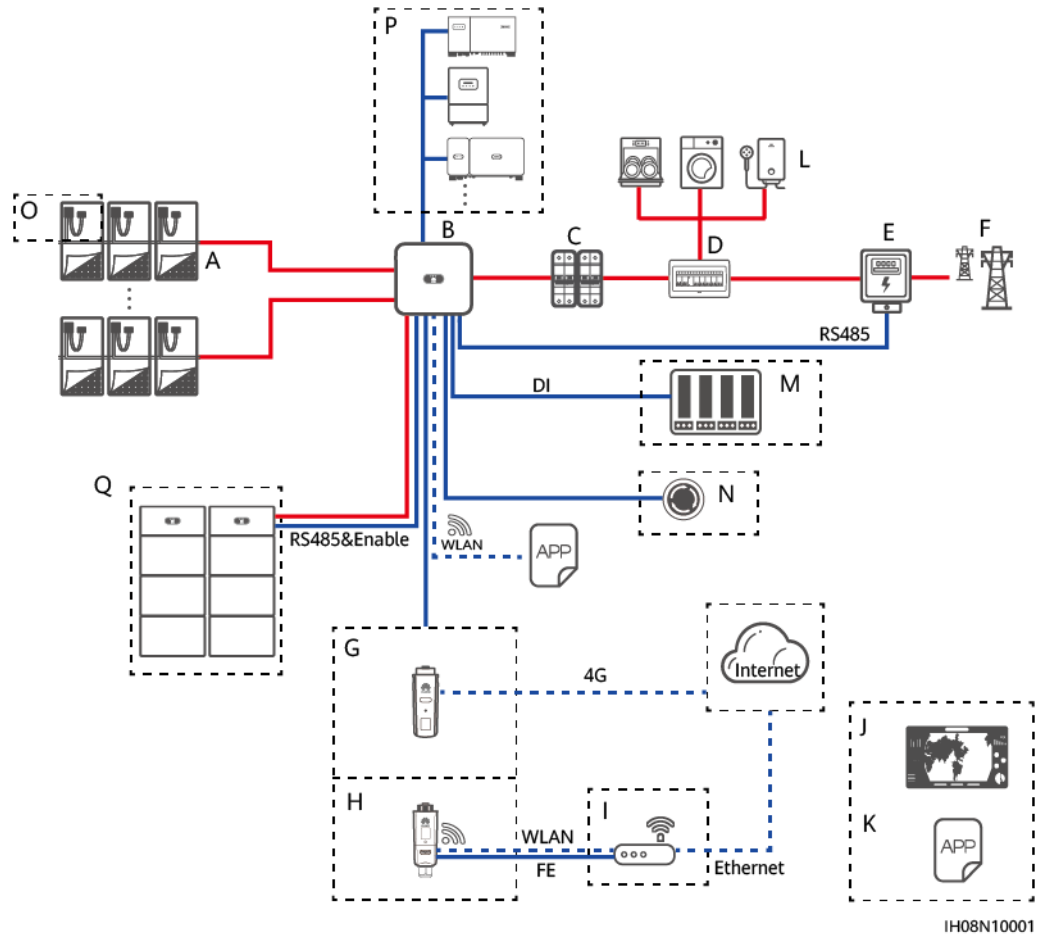 P
O
A
B
C
D
L
E
F
RS485
DI
M
N
Q
RS485&Enable
WLAN
APP
G
4G
Internet
H
WLAN
FE
I
Ethernet
J
K
APP
IH08N10001